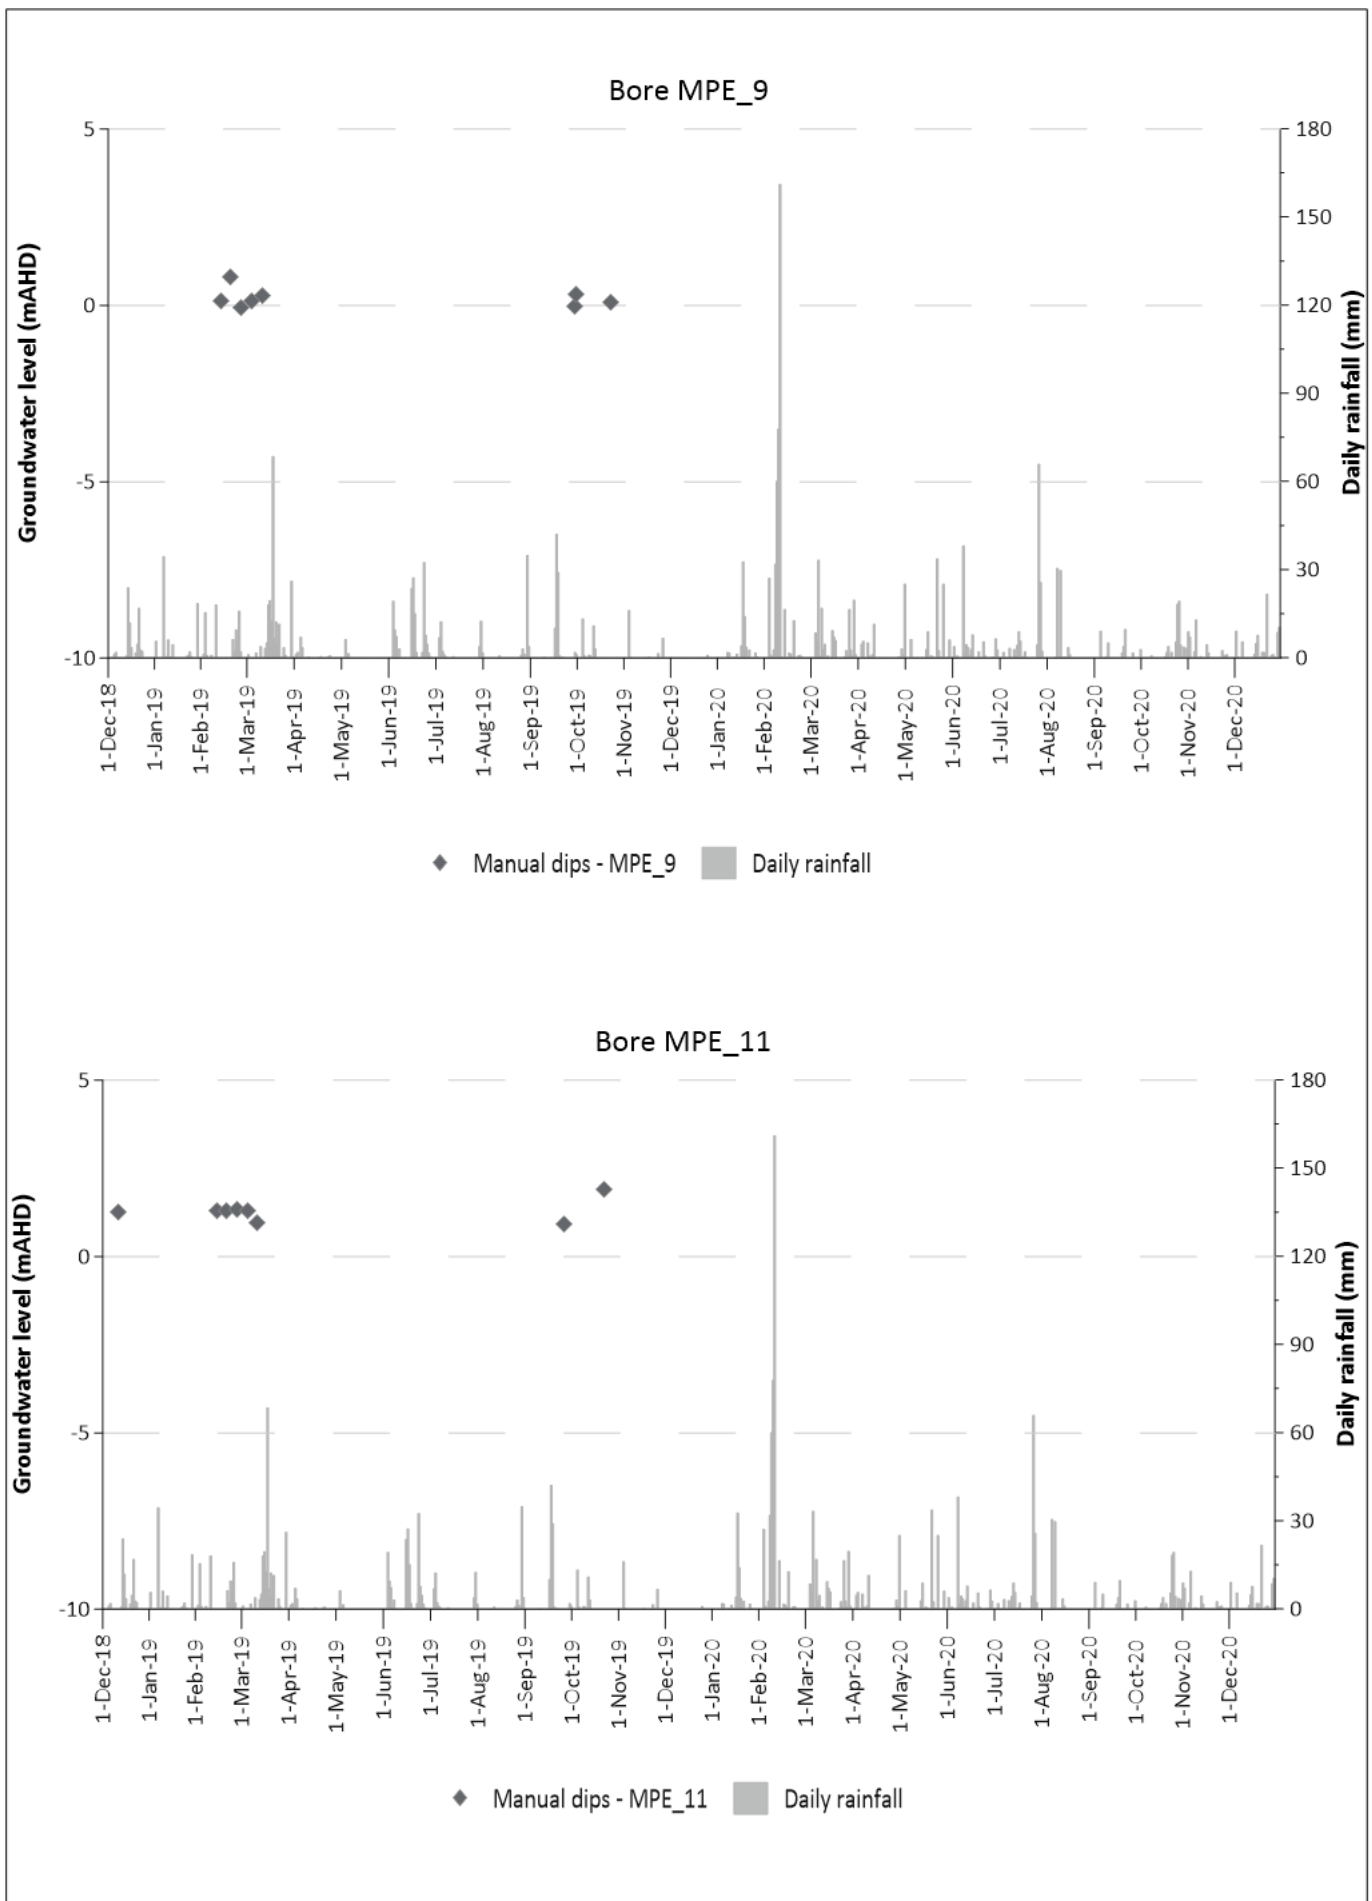 Bore MPE_9
5
0
-5
-10
Groundwater level (mAHD)
180
150
120
90
60
30
0
Daily rainfall (mm)
1-Dec-18
1-Jan-19
1-Feb-19
1-Mar-19
1-Apr-19
1-May-19
1-Jun-19
1-Jul-19
1-Aug-19
1-Sep-19
1-Oct-19
1-Nov-19
1-Dec-19
1-Jan-20
1-Feb-20
1-Mar-20
1-Apr-20
1-May-20
1-Jun-20
1-Jul-20
1-Aug-20
1-Sep-20
1-Oct-20
1-Nov-20
1-Dec-20
Manual dips - MPE_9 Daily rainfall
Bore MPE_11
5
0
-5
-10
Groundwater level (mAHD)
180
150
120
90
60
30
0
Daily rainfall (mm)
1-Dec-18
1-Jan-19
1-Feb-19
1-Mar-19
1-Apr-19
1-May-19
1-Jun-19
1-Jul-19
1-Aug-19
1-Sep-19
1-Oct-19
1-Nov-19
1-Dec-19
1-Jan-20
1-Feb-20
1-Mar-20
1-Apr-20
1-May-20
1-Jun-20
1-Jul-20
1-Aug-20
1-Sep-20
1-Oct-20
1-Nov-20
1-Dec-20
Manual dips - MPE_11 Daily rainfall